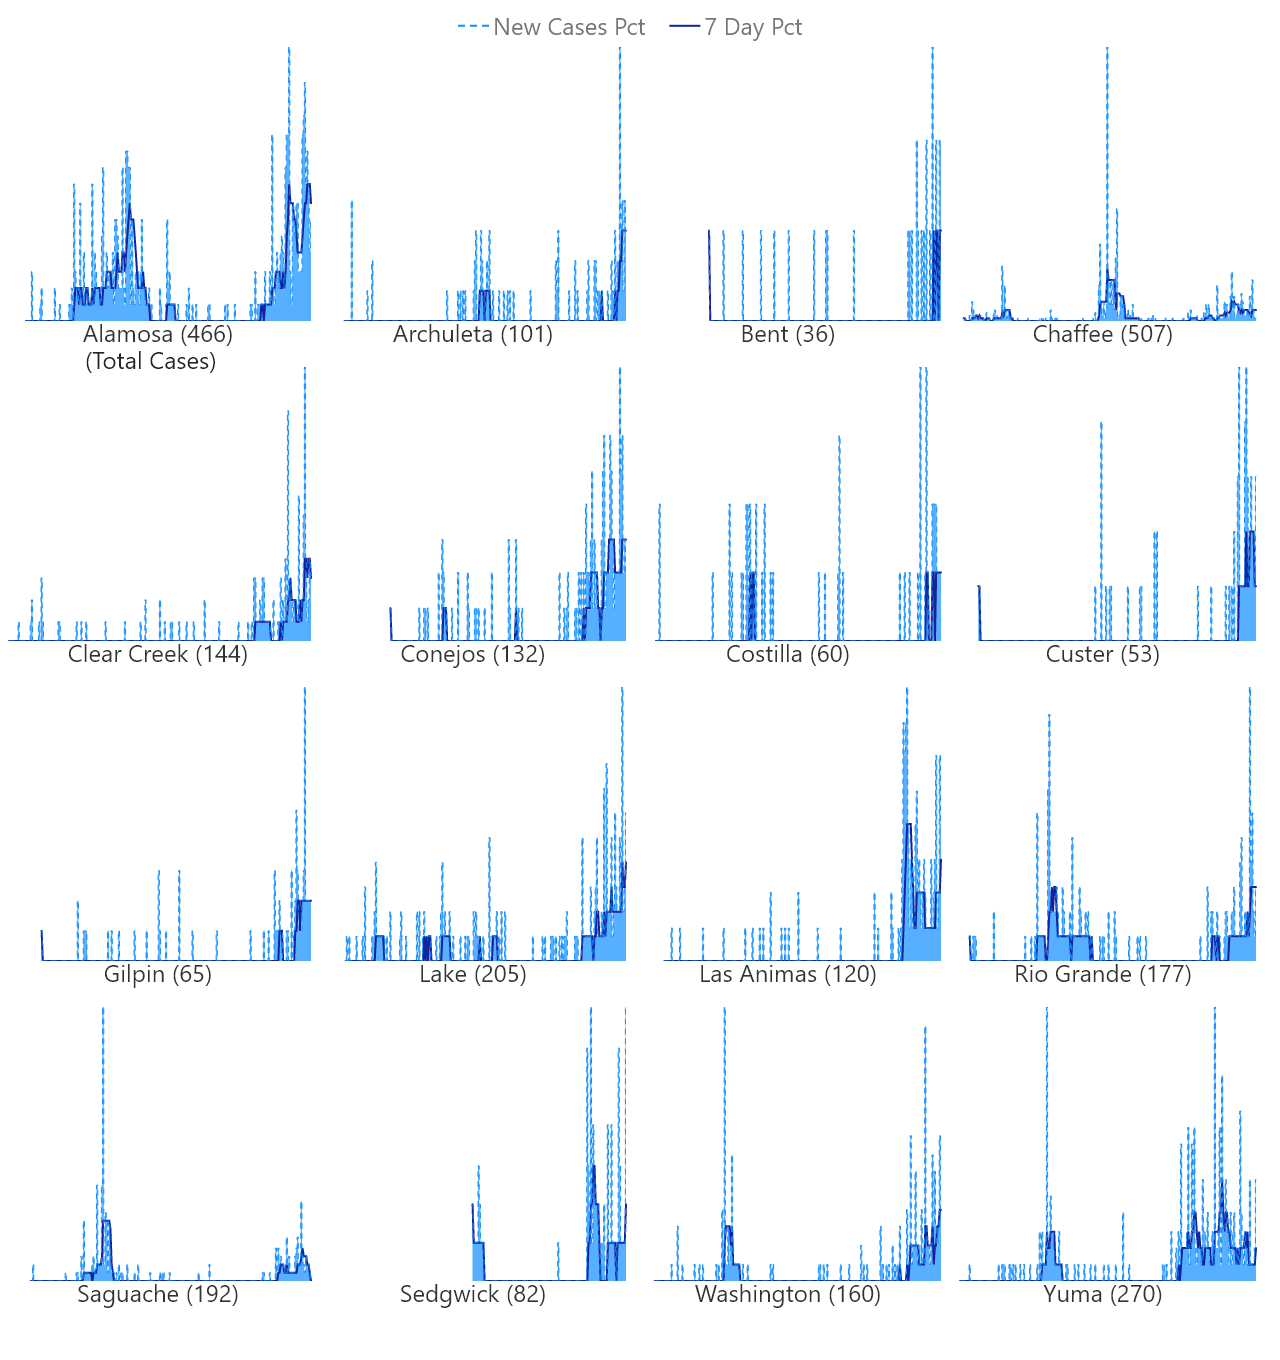 New Cases Pct 7 Day Pct
Alamosa (466) Archuleta (101) Bent (36) Chaffee (507)
(Total Cases)
Clear Creek (144) Conejos (132) Costilla (60) Custer (53)
Gilpin (65) Lake (205) Las Animas (120) Rio Grande (177)
Saguache (192) Sedgwick (82) Washington (160) Yuma (270)